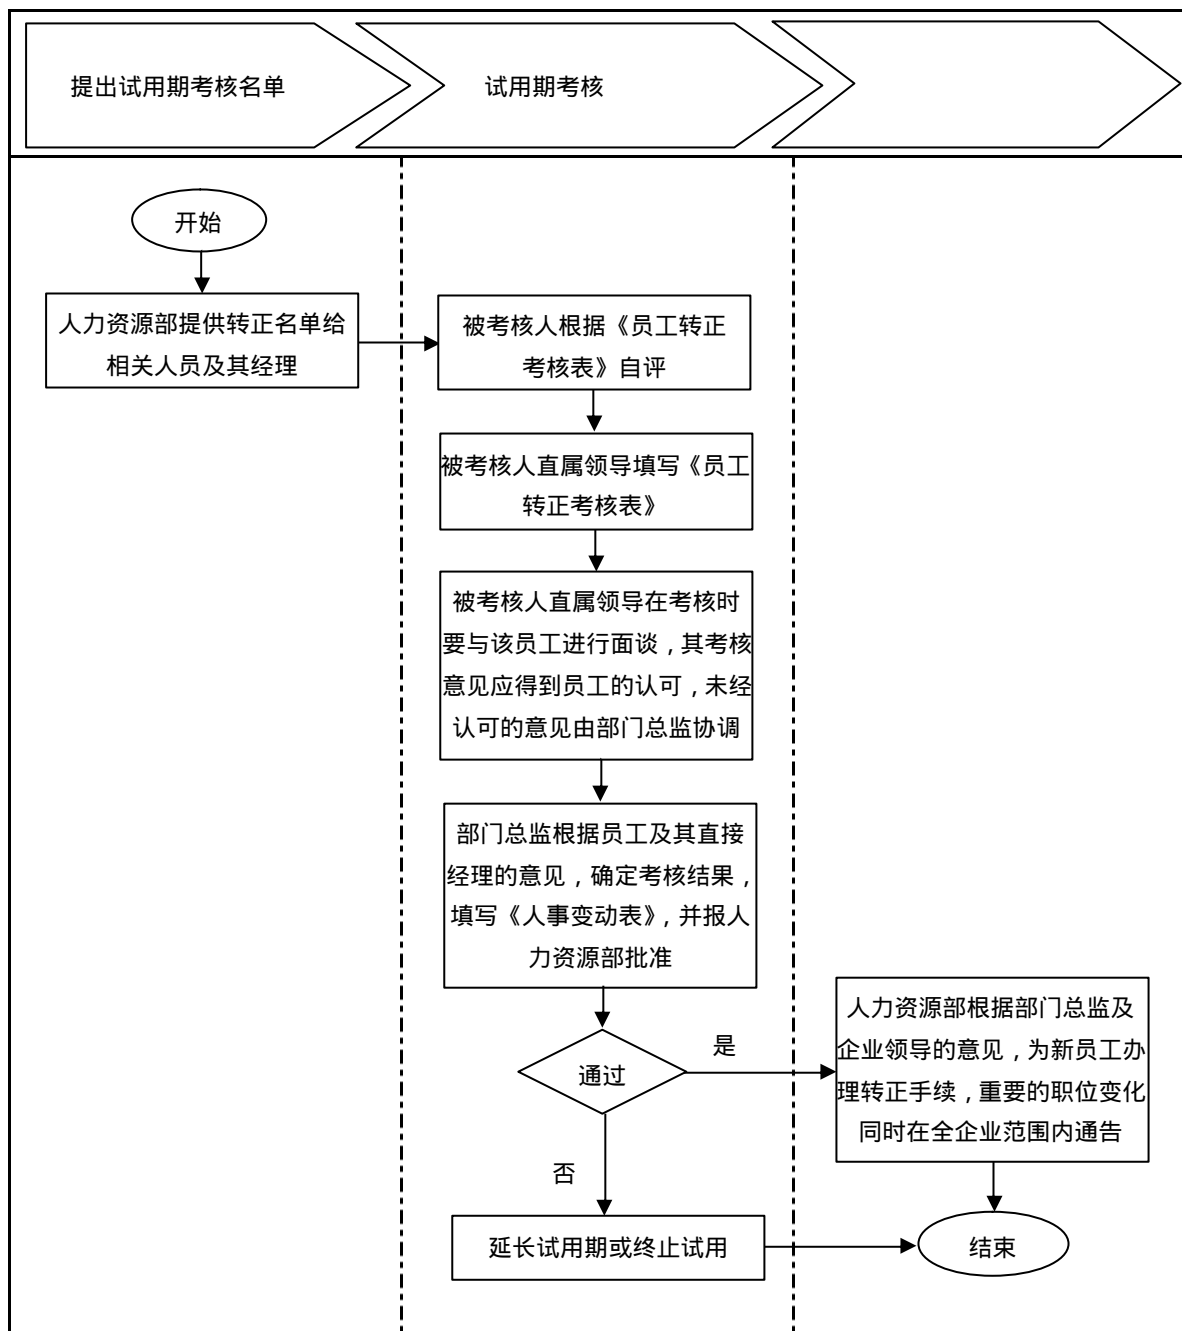 提出试用期考核名单
试用期考核
开始
人力资源部提供转正名单给
相关人员及其经理
被考核人根据《员工转正
考核表》自评
被考核人直属领导填写《员工
转正考核表》
被考核人直属领导在考核时
要与该员工进行面谈，其考核
意见应得到员工的认可，未经
认可的意见由部门总监协调
部门总监根据员工及其直接
经理的意见，确定考核结果，
填写《人事变动表》，并报人
力资源部批准
通过
是
否
人力资源部根据部门总监及
企业领导的意见，为新员工办
理转正手续，重要的职位变化
同时在全企业范围内通告
延长试用期或终止试用
结束